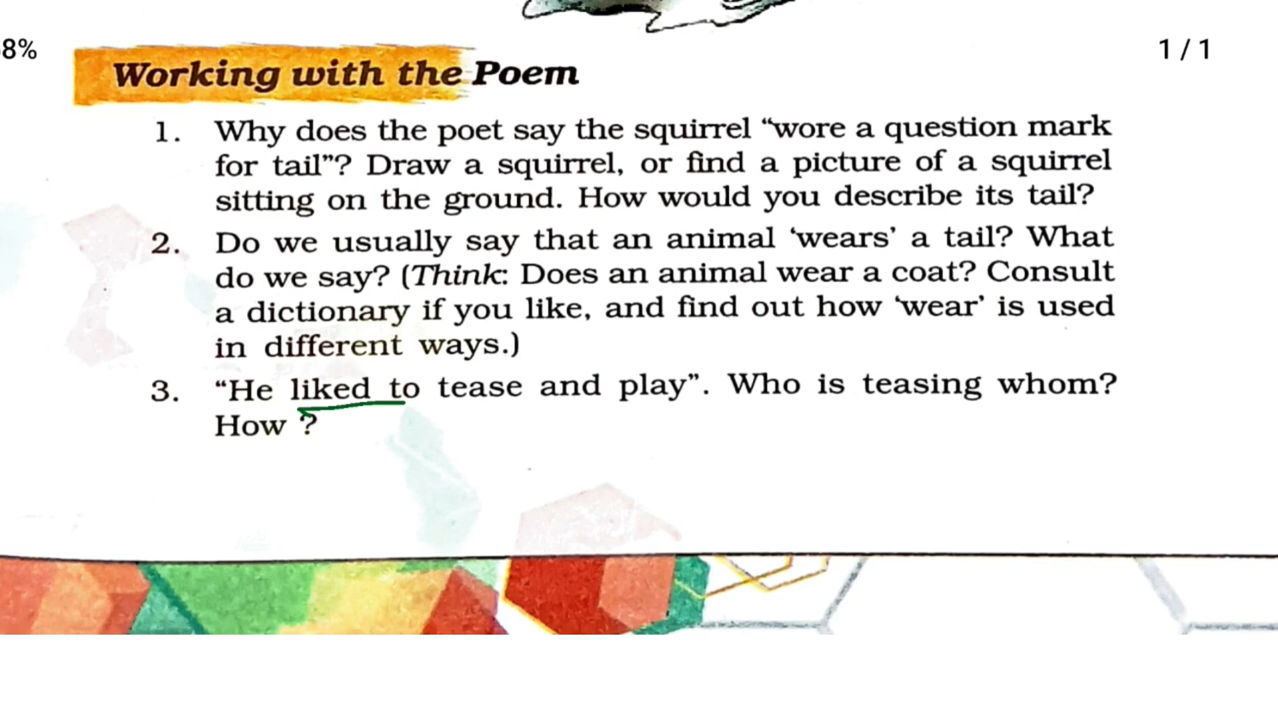 8%
1 / 1
Working with the Poem
1. Why does the poet say the squirrel “wore a question mark
for tail”? Draw a squirrel, or find a picture of a squirrel
sitting on the ground. How would you describe its tail?
2. Do we usually say that an animal ‘wears’ a tail? What
do we say? (Think: Does an animal wear a coat? Consult
a dictionary if you like, and find out how ‘wear’ is used
in different ways.)
3. “He liked to tease and play”. Who is teasing whom?
How ?